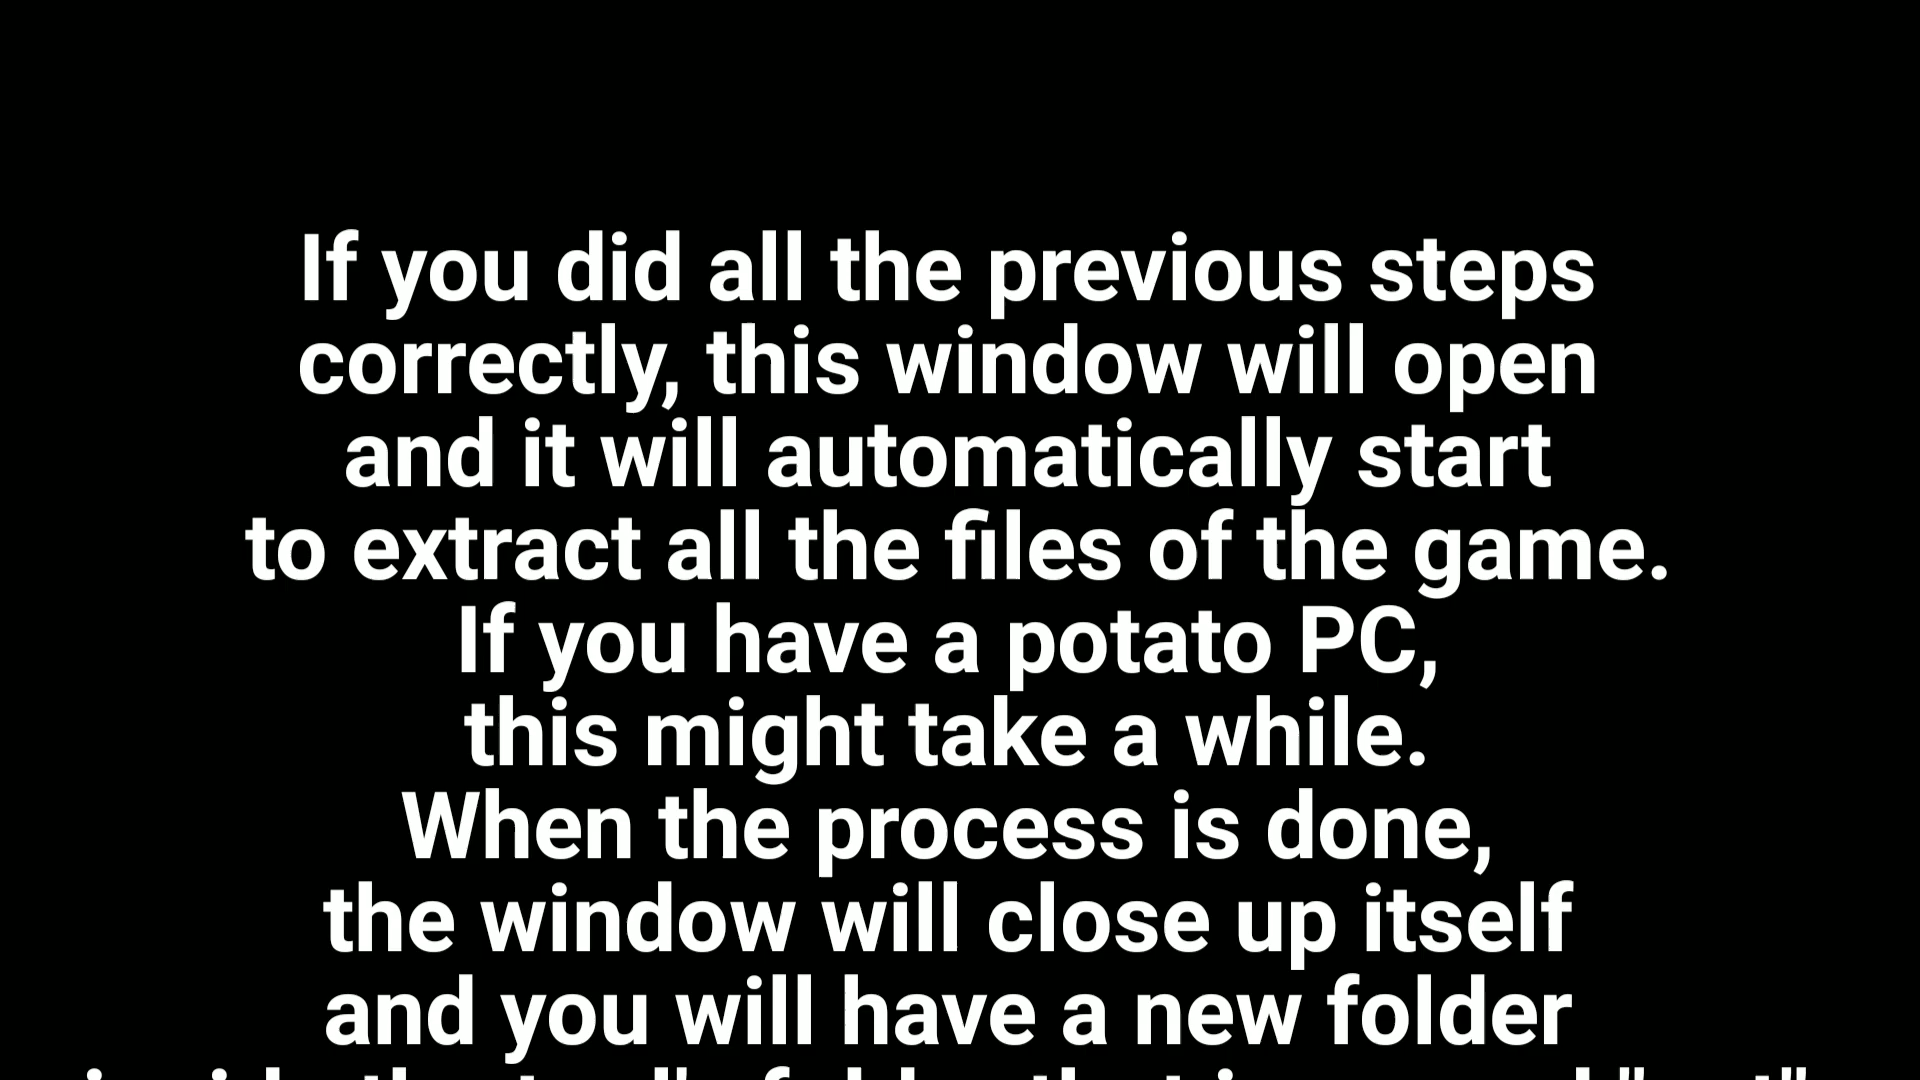 If you did all the previous steps
correctly, this window will open
and it will automatically start
to extract all the files of the game.
If you have a potato PC,
this might take a while.
When the process is done,
the window will close up itself
and you will have a new folder